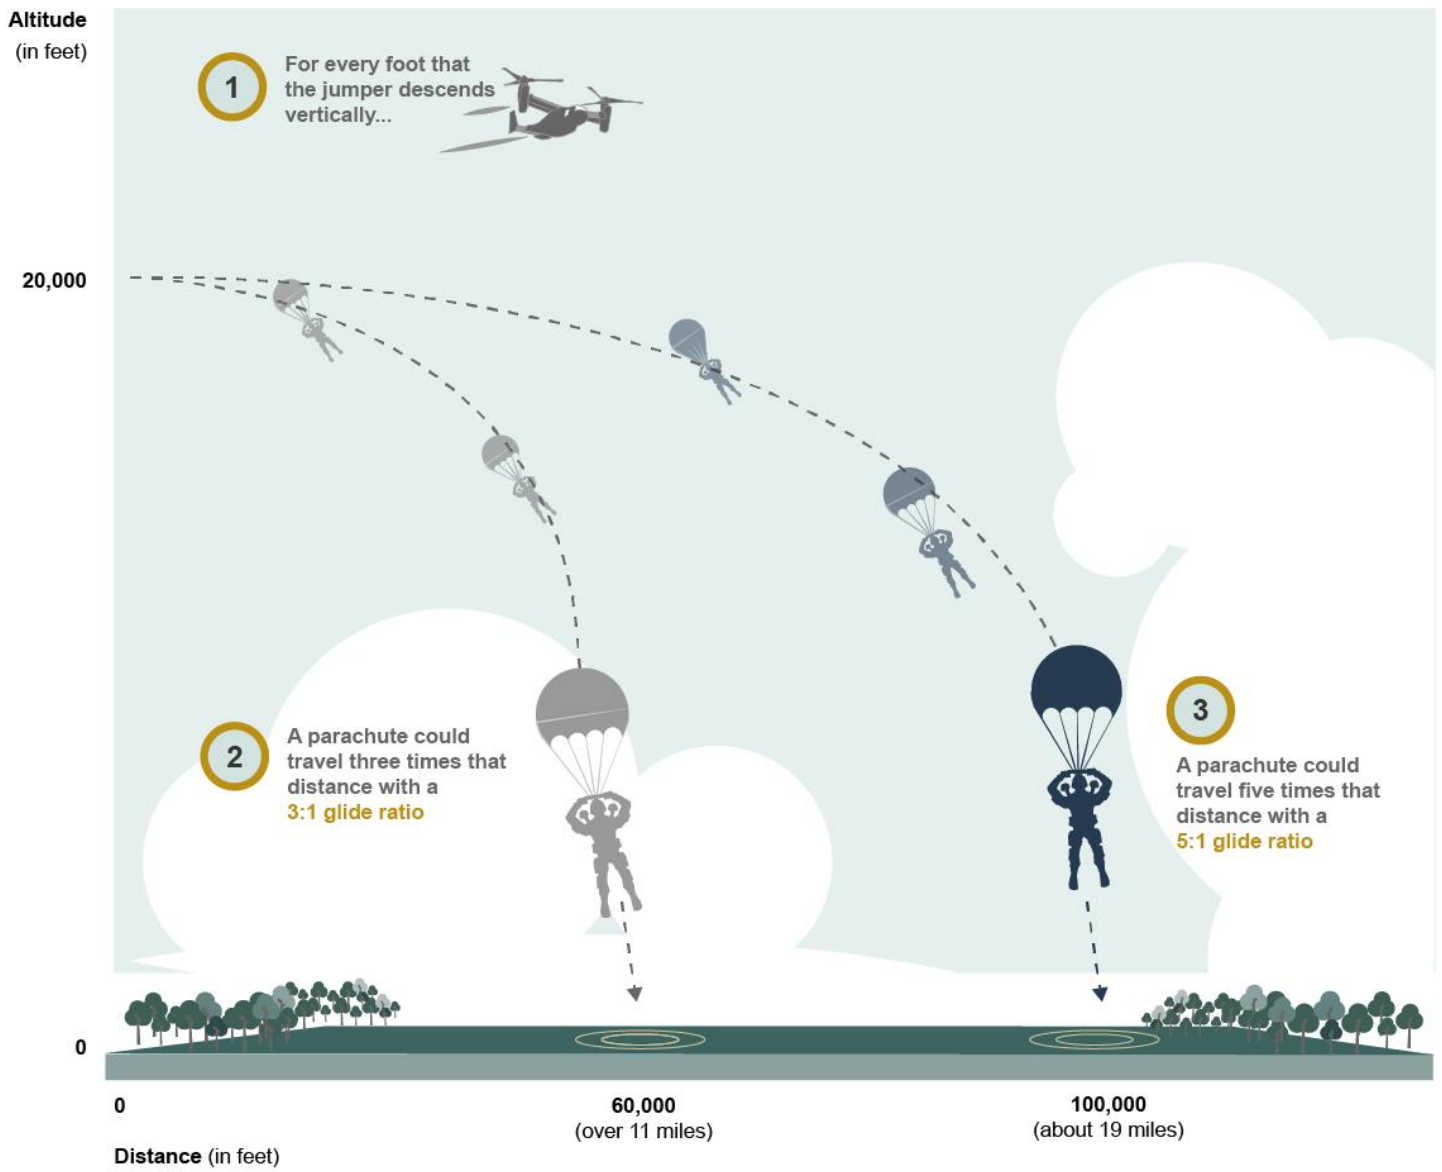 Altitude
(in feet)
1
For every foot that
the jumper descends
vertically...
20,000
2
A parachute could
travel three times that
distance with a
3:1 glide ratio
3
A parachute could
travel five times that
distance with a
5:1 glide ratio
0
0
60,000
(over 11 miles)
100,000
(about 19 miles)
Distance (in feet)